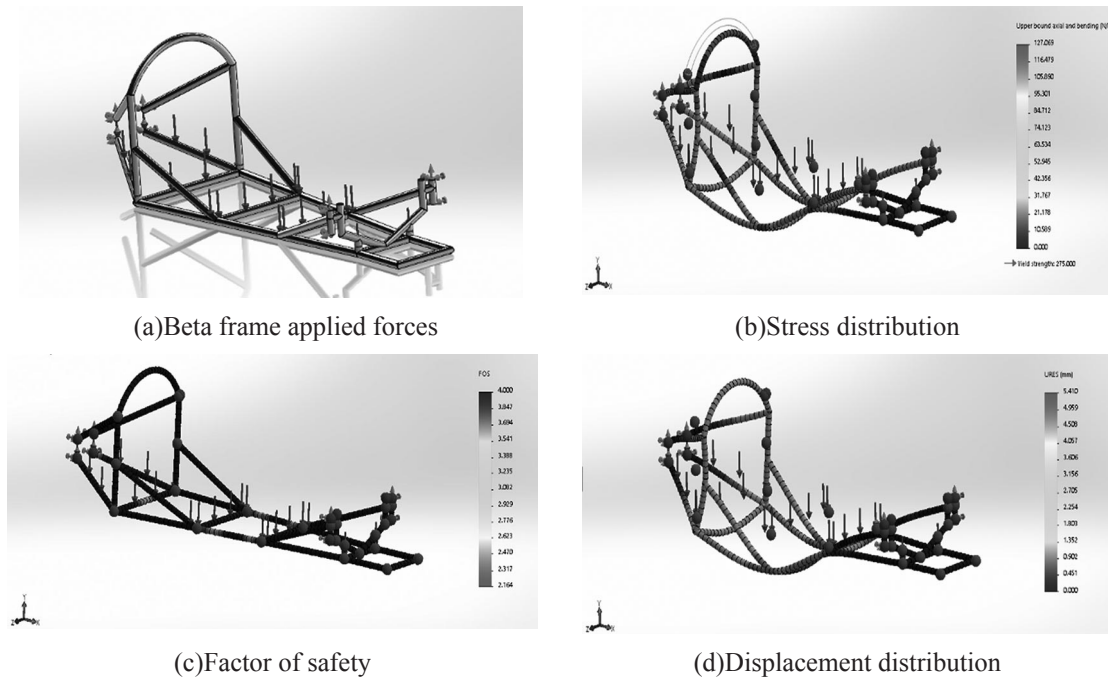 Upper bound axial and bending [N/
127.069
116.479
105.890
95.301
84.712
74.123
63.534
52.945
42.356
31.767
21.178
10.589
0.000
Yield strength: 275.000
Y
Z
X
(a)Beta frame applied forces
(b)Stress distribution
FOS
4.000
3.847
3.694
3.541
3.388
3.235
3.082
2.929
2.776
2.623
2.470
2.317
2.164
Y
Z
X
URES (mm)
5.410
4.959
4.508
4.057
3.606
3.156
2.705
2.254
1.803
1.352
0.902
0.451
0.000
Y
Z
X
(c)Factor of safety
(d)Displacement distribution